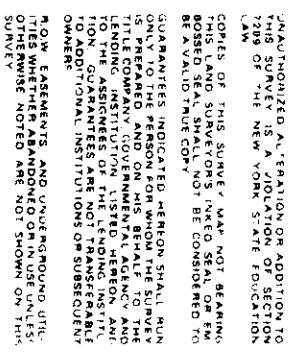 UNAUTHORIZED ALTERATION OR ADDITION TO
THIS SURVEY IS A VIOLATION OF SECTION
7209 OF THE NEW YORK STATE EDUCATION
LAW
COPIES OF THIS SURVEY MAP NOT BEARING
THE LAND SURVEYOR'S INKED SEAL OR EM
BOSSED SEAL SHALL NOT BE CONSIDERED TO
BE A VALID TRUE COPY
GUARANTEES INDICATED HEREON SHALL RUN
ONLY TO THE PERSON FOR WHOM THE SURVEY
IS PREPARED AND ON HIS BEHALF TO THE
TITLE COMPANY GOVERNMENTAL AGENCY AND
LENDING INSTITUTION LISTED HEREON AND
TO THE ASSIGNEES OF THE LENDING INSTITU
TION. GUARANTEES ARE NOT TRANSFERABLE
TO ADDITIONAL INSTITUTIONS OR SUBSEQUENT
OWNERS
R.O.W EASEMENTS AND UNDERGROUND UTIL
ITIES WHETHER ABANDONED OR IN USE UNLESS
OTHERWISE NOTED ARE NOT SHOWN ON THIS
SURVEY